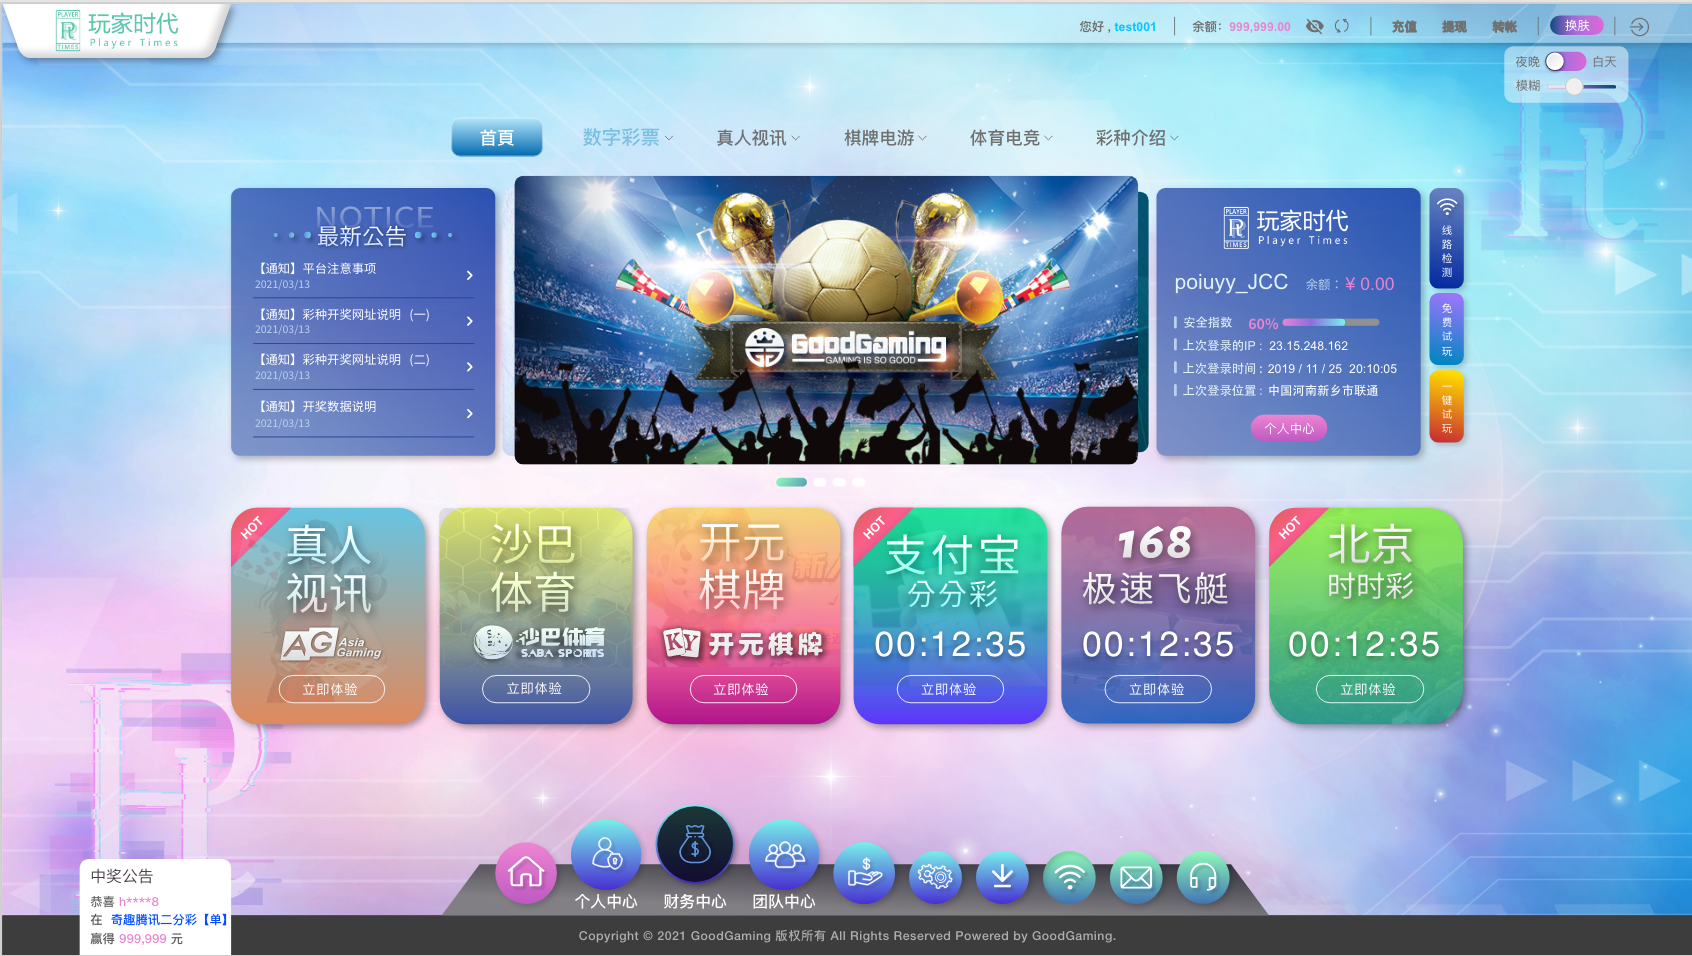 PLAYER
TIMES
玩家时代
Player Times
您好 , test001
余额: 999,999.00
充值
提现
转帐
换肤
夜晚
白天
模糊
首頁
数字彩票
真人视讯
棋牌电游
体育电竞
彩种介绍
NOTICE
最新公告
【通知】平台注意事项
2021/03/13
【通知】彩种开奖网址说明（一）
2021/03/13
【通知】彩种开奖网址说明（二）
2021/03/13
【通知】开奖数据说明
2021/03/13
GoodGaming
GAMING IS SO GOOD
PLAYER
TIMES
玩家时代
Player Times
poiuyy_JCC
余额：¥ 0.00
安全指数 60%
上次登录的IP : 23.15.248.162
上次登录时间 : 2019 / 11 / 25 20:10:05
上次登录位置 : 中国河南新乡市联通
个人中心
线路检测
免费试玩
一键试玩
HOT
真人
视讯
AG Asia Gaming
立即体验
沙巴
体育
沙巴体育
SABA SPORTS
立即体验
开元
棋牌
KY 开元棋牌
立即体验
HOT
支付宝
分分彩
00:12:35
立即体验
168
极速飞艇
00:12:35
立即体验
HOT
北京
时时彩
00:12:35
立即体验
个人中心
财务中心
团队中心
中奖公告
恭喜 h****8
在 奇趣腾讯二分彩【单】
赢得 999,999 元
Copyright © 2021 GoodGaming 版权所有 All Rights Reserved Powered by GoodGaming.